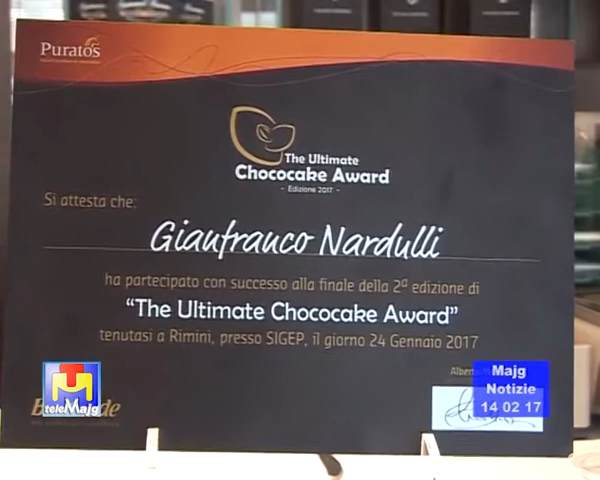 Puratos
The Ultimate
Chococake Award
- Edizione 2017 -
Si attesta che:
Gianfranco Nardulli
ha partecipato con successo alla finale della 2ª edizione di
“The Ultimate Chococake Award”
tenutasi a Rimini, presso SIGEP, il giorno 24 Gennaio 2017
Majg
Notizie
14 02 17
teleMajg